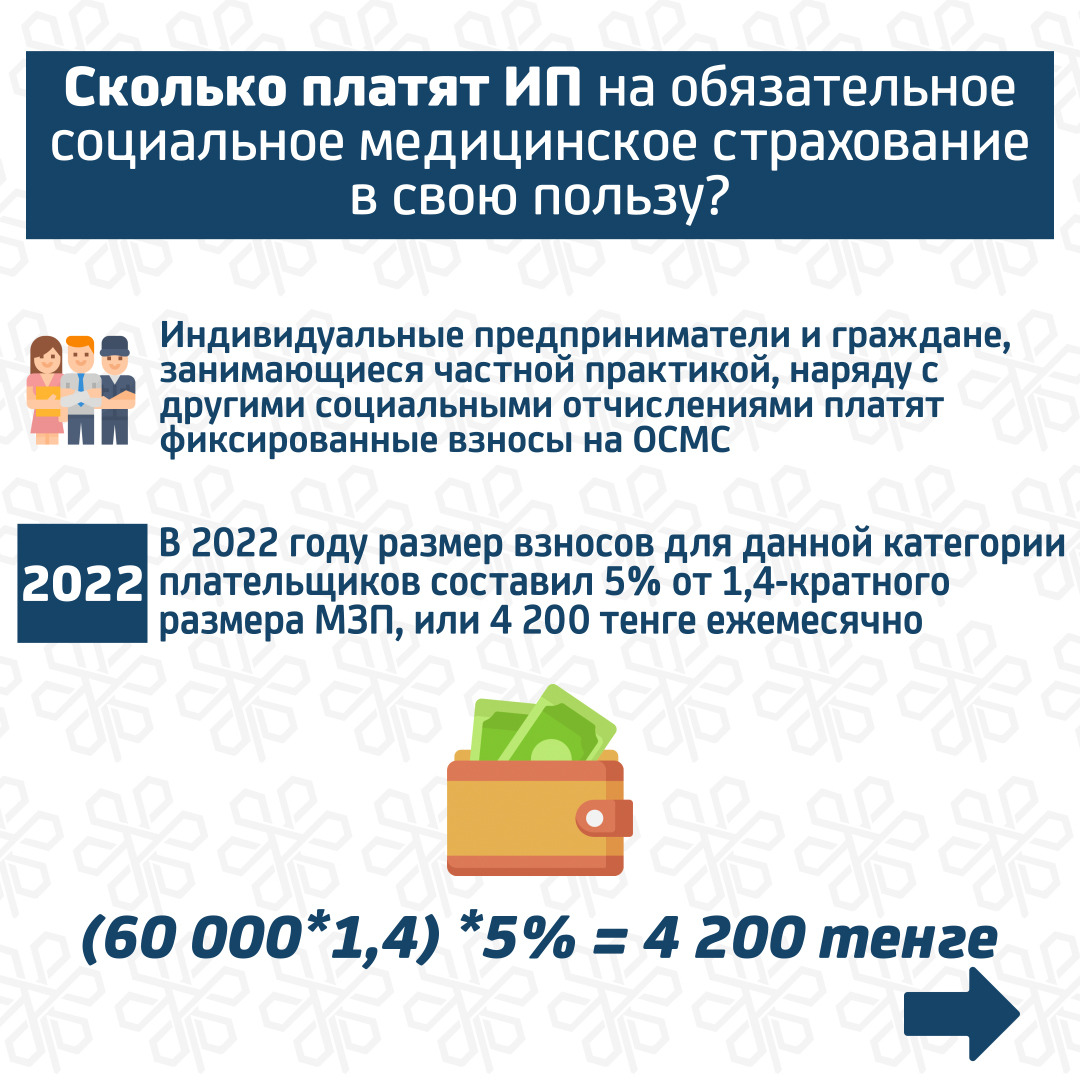 Сколько платят ИП на обязательное
социальное медицинское страхование
в свою пользу?
Индивидуальные предприниматели и граждане,
занимающиеся частной практикой, наряду с
другими социальными отчислениями платят
фиксированные взносы на ОСМС
2022
В 2022 году размер взносов для данной категории
плательщиков составил 5% от 1,4-кратного
размера МЗП, или 4 200 тенге ежемесячно
(60 000*1,4) *5% = 4 200 тенге